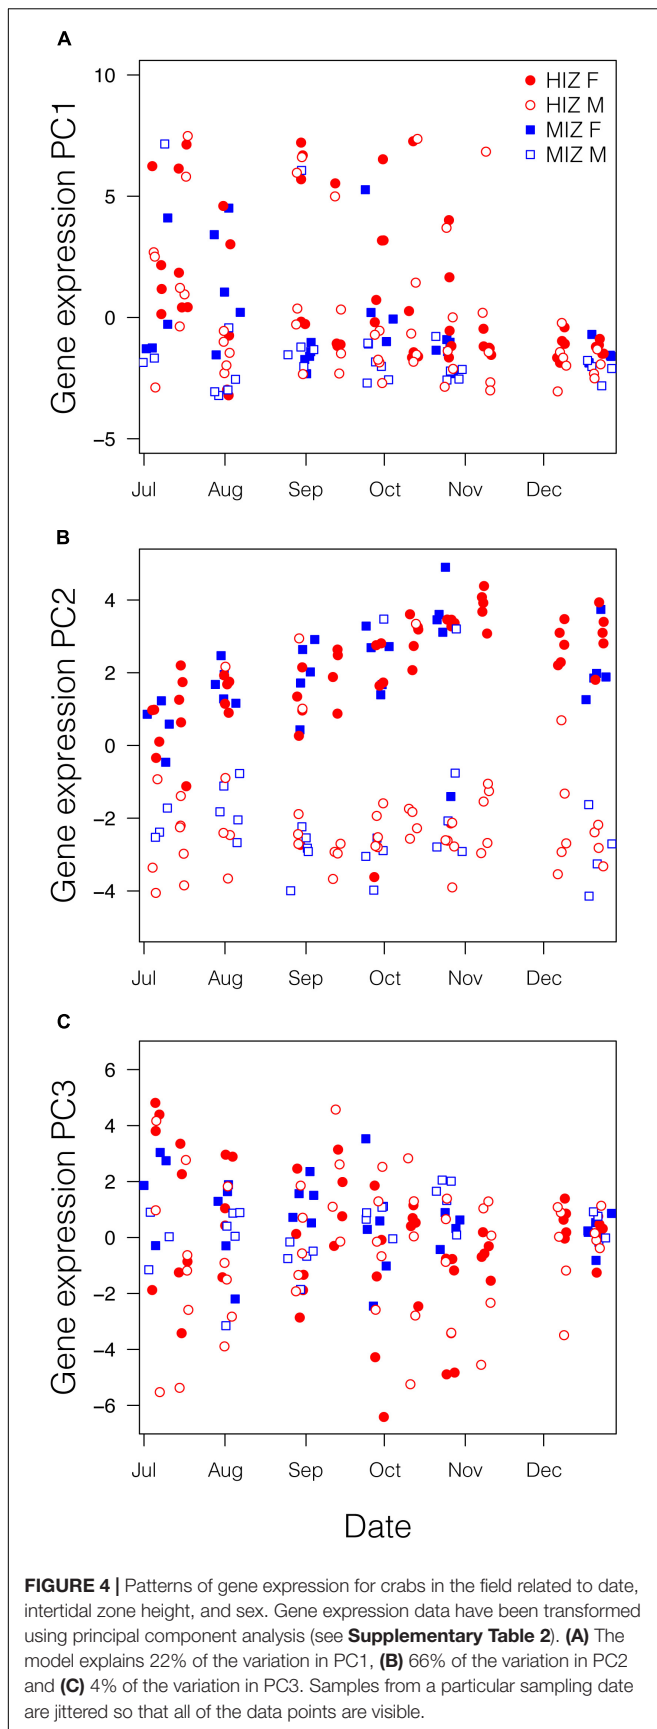 A
Gene expression PC1
10
5
0
−5
HIZ F
HIZ M
MIZ F
MIZ M
Jul Aug Sep Oct Nov Dec
B
Gene expression PC2
4
2
0
−2
−4
Jul Aug Sep Oct Nov Dec
C
Gene expression PC3
6
4
2
0
−2
−4
−6
Jul Aug Sep Oct Nov Dec
Date
FIGURE 4 | Patterns of gene expression for crabs in the field related to date,
intertidal zone height, and sex. Gene expression data have been transformed
using principal component analysis (see Supplementary Table 2). (A) The
model explains 22% of the variation in PC1, (B) 66% of the variation in PC2
and (C) 4% of the variation in PC3. Samples from a particular sampling date
are jittered so that all of the data points are visible.